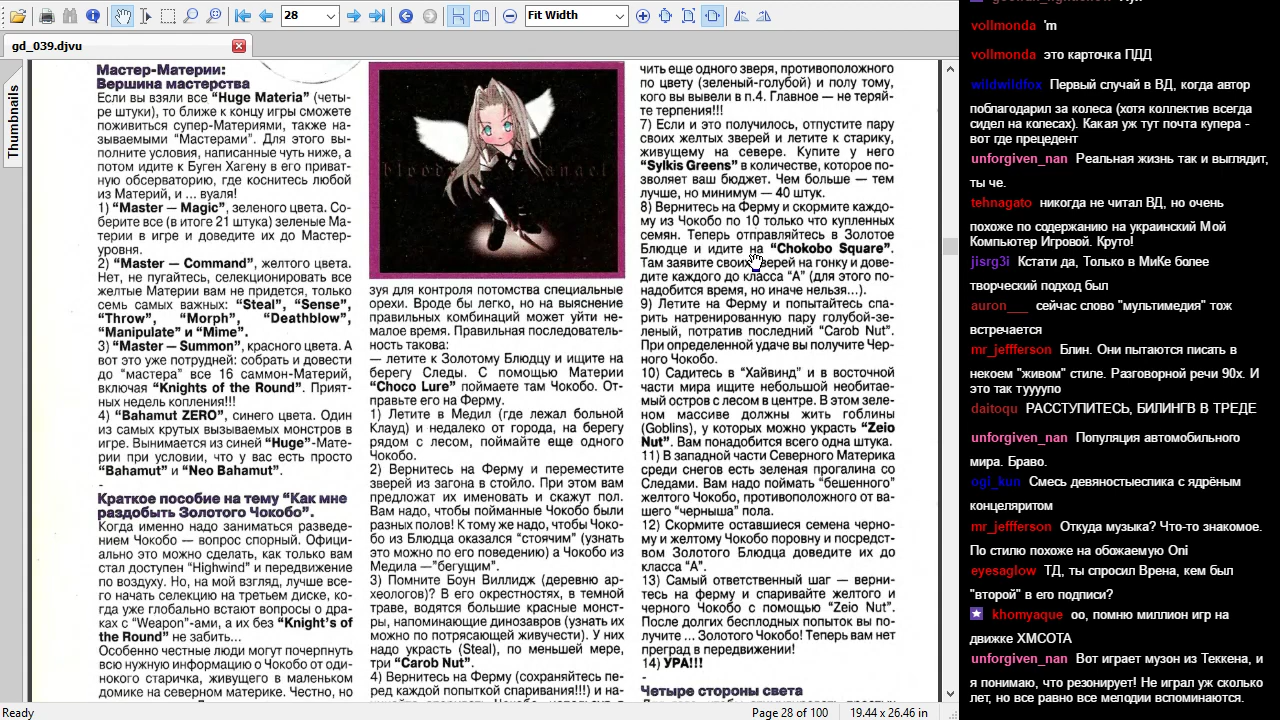 28
Fit Width
gd_039.djvu
Thumbnails
Мастер-Материи:
Вершина мастерства
Если вы взяли все "Huge Materia" (четы-
ре штуки), то ближе к концу игры сможете
поживиться супер-Материями, также на-
зываемыми "Мастерами". Для этого вы-
полните условия, написанные чуть ниже, а
потом идите к Буген Хагену в его приват-
ную обсерваторию, где коснитесь любой
из Материй, и ... вуаля!
1) "Master — Magic", зеленого цвета. Со-
берите все (в итоге 21 штука) зеленые Ма-
терии в игре и доведите их до Мастер-
уровня.
2) "Master — Command", желтого цвета.
Нет, не пугайтесь, селекционировать все
желтые Материи вам не придется, только
семь самых важных: "Steal", "Sense",
"Throw", "Morph", "Deathblow",
"Manipulate" и "Mime".
3) "Master — Summon", красного цвета. А
вот это уже потрудней: собрать и довести
до "мастера" все 16 саммон-Материй,
включая "Knights of the Round". Прият-
ных недель копления!!!
4) "Bahamut ZERO", синего цвета. Один
из самых крутых вызываемых монстров в
игре. Вынимается из синей "Huge"-Мате-
рии при условии, что у вас есть просто
"Bahamut" и "Neo Bahamut".
-
Краткое пособие на тему "Как мне
раздобыть Золотого Чокобо".
Когда именно надо заниматься разведе-
нием Чокобо — вопрос спорный. Офици-
ально это можно сделать, как только вам
стал доступен "Highwind" и передвижение
по воздуху. Но, на мой взгляд, лучше все-
го начать селекцию на третьем диске, ко-
гда уже глобально встают вопросы о дра-
ках с "Weapon"-ами, а их без "Knight's of
the Round" не забить...
Особенно честные люди могут почерпнуть
всю нужную информацию о Чокобо от оди-
нокого старичка, живущего в маленьком
домике на северном материке. Честно, но
bloody angel
зуя для контроля потомства специальные
орехи. Вроде бы легко, но на выяснение
правильных комбинаций может уйти не-
малое время. Правильная последователь-
ность такова:
— летите к Золотому Блюдцу и ищите на
берегу Следы. С помощью Материи
"Choco Lure" поймаете там Чокобо. От-
правьте его на Ферму.
1) Летите в Медил (где лежал больной
Клауд) и недалеко от города, на берегу
рядом с лесом, поймайте еще одного
Чокобо.
2) Вернитесь на Ферму и переместите
зверей из загона в стойло. При этом вам
предложат их именовать и скажут пол.
Вам надо, чтобы пойманные Чокобо были
разных полов! К тому же надо, чтобы Чоко-
бо из Блюдца оказался "стоячим" (узнать
это можно по его поведению) а Чокобо из
Медила —"бегущим".
3) Помните Боун Виллидж (деревню ар-
хеологов)? В его окрестностях, в темной
траве, водятся большие красные монст-
ры, напоминающие динозавров (узнать их
можно по потрясающей живучести). У них
надо украсть (Steal), по меньшей мере,
три "Carob Nut".
4) Вернитесь на Ферму (сохраняйтесь пе-
ред каждой попыткой спаривания!!!) и на-
чить еще одного зверя, противоположного
по цвету (зеленый-голубой) и полу тому,
кого вы вывели в п.4. Главное — не теряй-
те терпения!!!
7) Если и это получилось, отпустите пару
своих желтых зверей и летите к старику,
живущему на севере. Купите у него
"Sylkis Greens" в количестве, которое по-
зволяет ваш бюджет. Чем больше — тем
лучше, но минимум — 40 штук.
8) Вернитесь на Ферму и скормите каждо-
му из Чокобо по 10 только что купленных
семян. Теперь отправляйтесь в Золотое
Блюдце и идите на "Chokobo Square".
Там заявите своих зверей на гонку и дове-
дите каждого до класса "А" (для этого по-
надобится время, но иначе нельзя...).
9) Летите на Ферму и попытайтесь спа-
рить натренированную пару голубой-зе-
леный, потратив последний "Carob Nut".
При определенной удаче вы получите Чер-
ного Чокобо.
10) Садитесь в "Хайвинд" и в восточной
части мира ищите небольшой необитае-
мый остров с лесом в центре. В этом зеле-
ном массиве должны жить гоблины
(Goblins), у которых можно украсть "Zeio
Nut". Вам понадобится всего одна штука.
11) В западной части Северного Материка
среди снегов есть зеленая прогалина со
Следами. Вам надо поймать "бешенного"
желтого Чокобо, противоположного от ва-
шего "черныша" пола.
12) Скормите оставшиеся семена черно-
му и желтому Чокобо поровну и посредст-
вом Золотого Блюдца доведите их до
класса "А".
13) Самый ответственный шаг — верни-
тесь на ферму и спаривайте желтого и
черного Чокобо с помощью "Zeio Nut".
После долгих бесплодных попыток вы по-
лучите ... Золотого Чокобо! Теперь вам нет
преград в передвижении!
14) УРА!!!
-
Четыре стороны света
Ready
Page 28 of 100
19.44 x 26.46 in
vollmonda 'm
vollmonda это карточка ПДД
wildwildfox Первый случай в ВД, когда автор
поблагодарил за колеса (хотя коллектив всегда
сидел на колесах). Какая уж тут почта купера -
вот где прецедент
unforgiven_nan Реальная жизнь так и выглядит,
ты че.
tehnagato никогда не читал ВД, но очень
похоже по содержанию на украинский Мой
Компьютер Игровой. Круто!
jisrg3i Кстати да, Только в МиКе более
творческий подход был
auron___ сейчас слово "мультимедия" тож
встречается
mr_jeffferson Блин. Они пытаются писать в
некоем "живом" стиле. Разговорной речи 90х. И
это так туууупо
daitoqu РАССТУПИТЕСЬ, БИЛИНГВ В ТРЕДЕ
unforgiven_nan Популяция автомобильного
мира. Браво.
ogi_kun Смесь девяностыеспика с ядрёным
концеляритом
mr_jeffferson Откуда музыка? Что-то знакомое.
По стилю похоже на обожаемую Oni
eyesaglow ТД, ты спросил Врена, кем был
"второй" в его подписи?
khomyaque оо, помню миллион игр на
движке ХМСОТА
unforgiven_nan Вот играет музон из Теккена, и
я понимаю, что резонирует! Не играл уж сколько
лет, но все равно все мелодии вспоминаются.